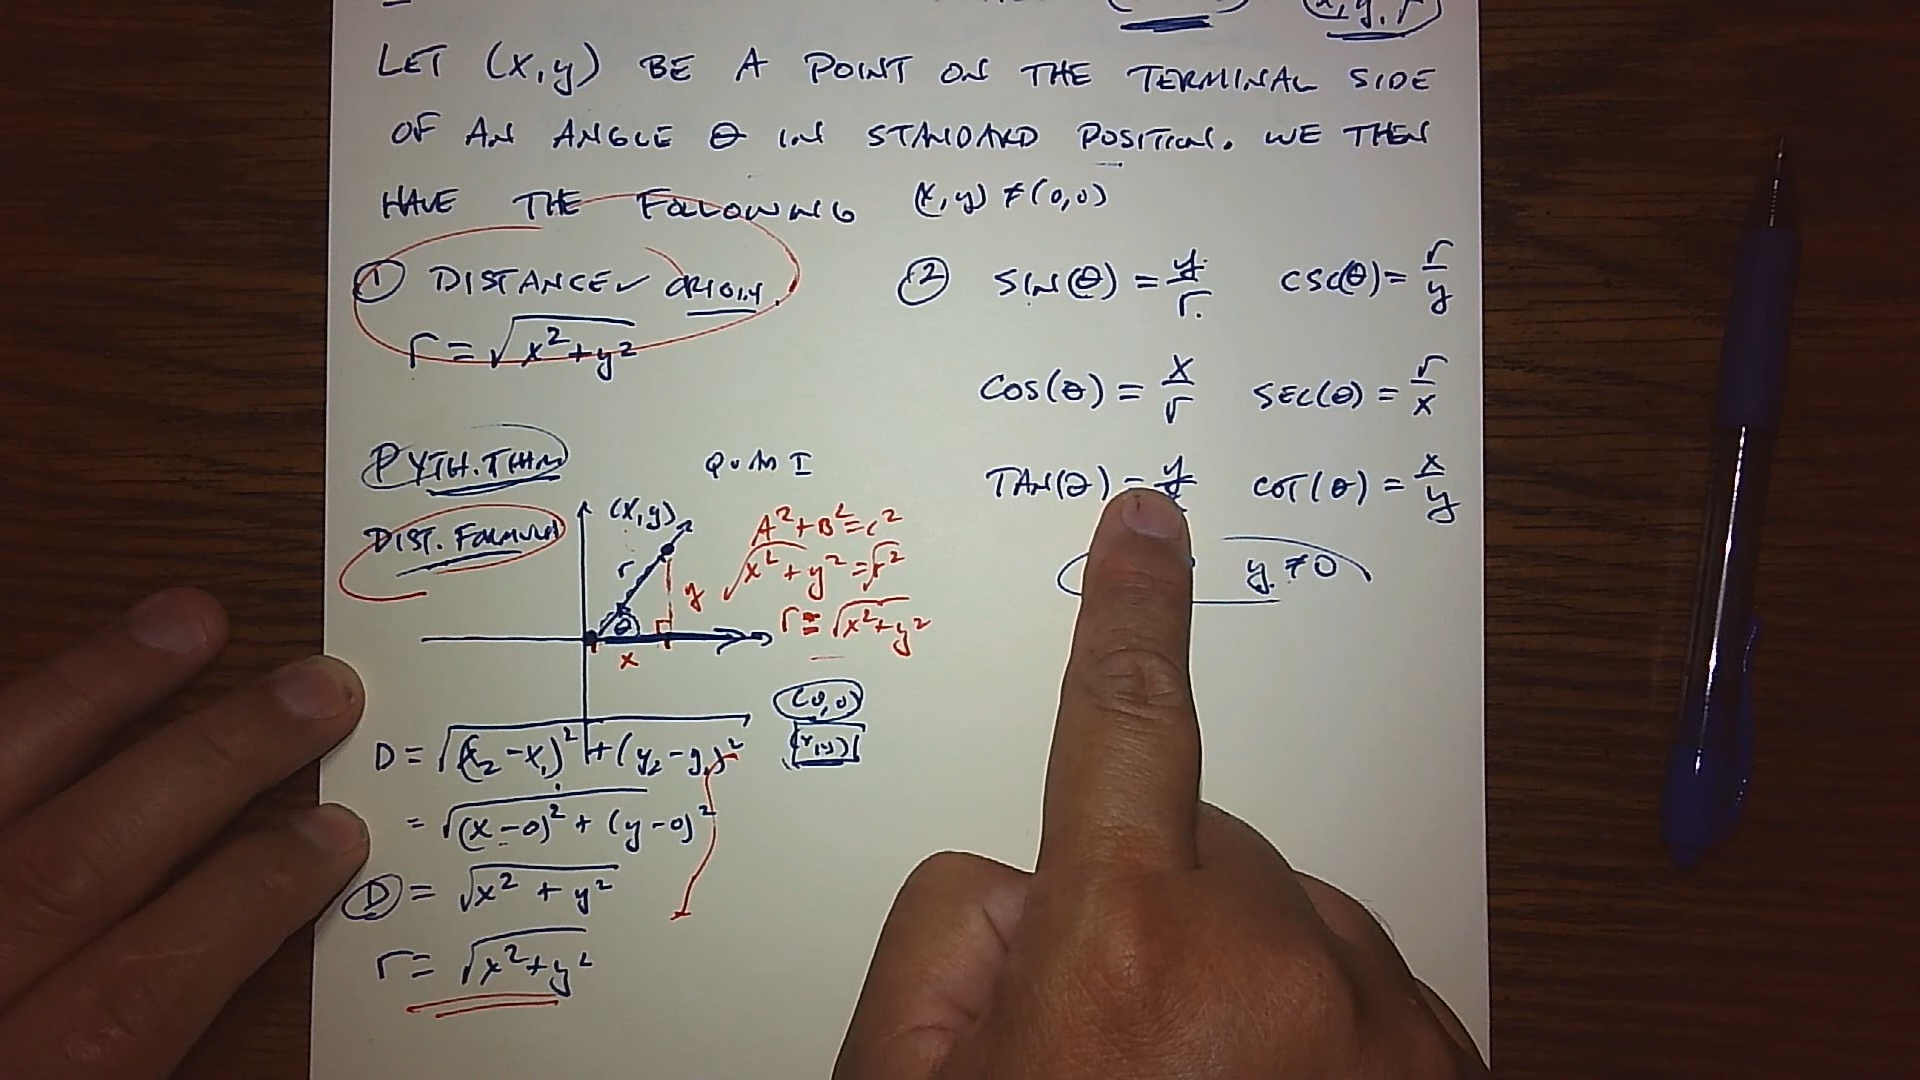 (x, y, r)
LET (x,y) BE A POINT ON THE TERMINAL SIDE
OF AN ANGLE θ IN STANDARD POSITION. WE THEN
HAVE THE FOLLOWING (x,y) ≠ (0,0)
① DISTANCE ✓ ORIGIN.
r = √x²+y²
② SIN(θ) = y/r CSC(θ) = r/y
COS(θ) = x/r SEC(θ) = r/x
TAN(θ) = y/ COT(θ) = x/y
y ≠ 0
PYTH. THM
DIST. FORMULA
QUAD I
(x,y)
r
y
θ
x
A²+B²=C²
√x²+y²=√r²
r = √x²+y²
(0,0)
(x,y)
D = √(x₂-x₁)²+(y₂-y₁)²
= √(x-0)²+(y-0)²
D = √x²+y²
r = √x²+y²